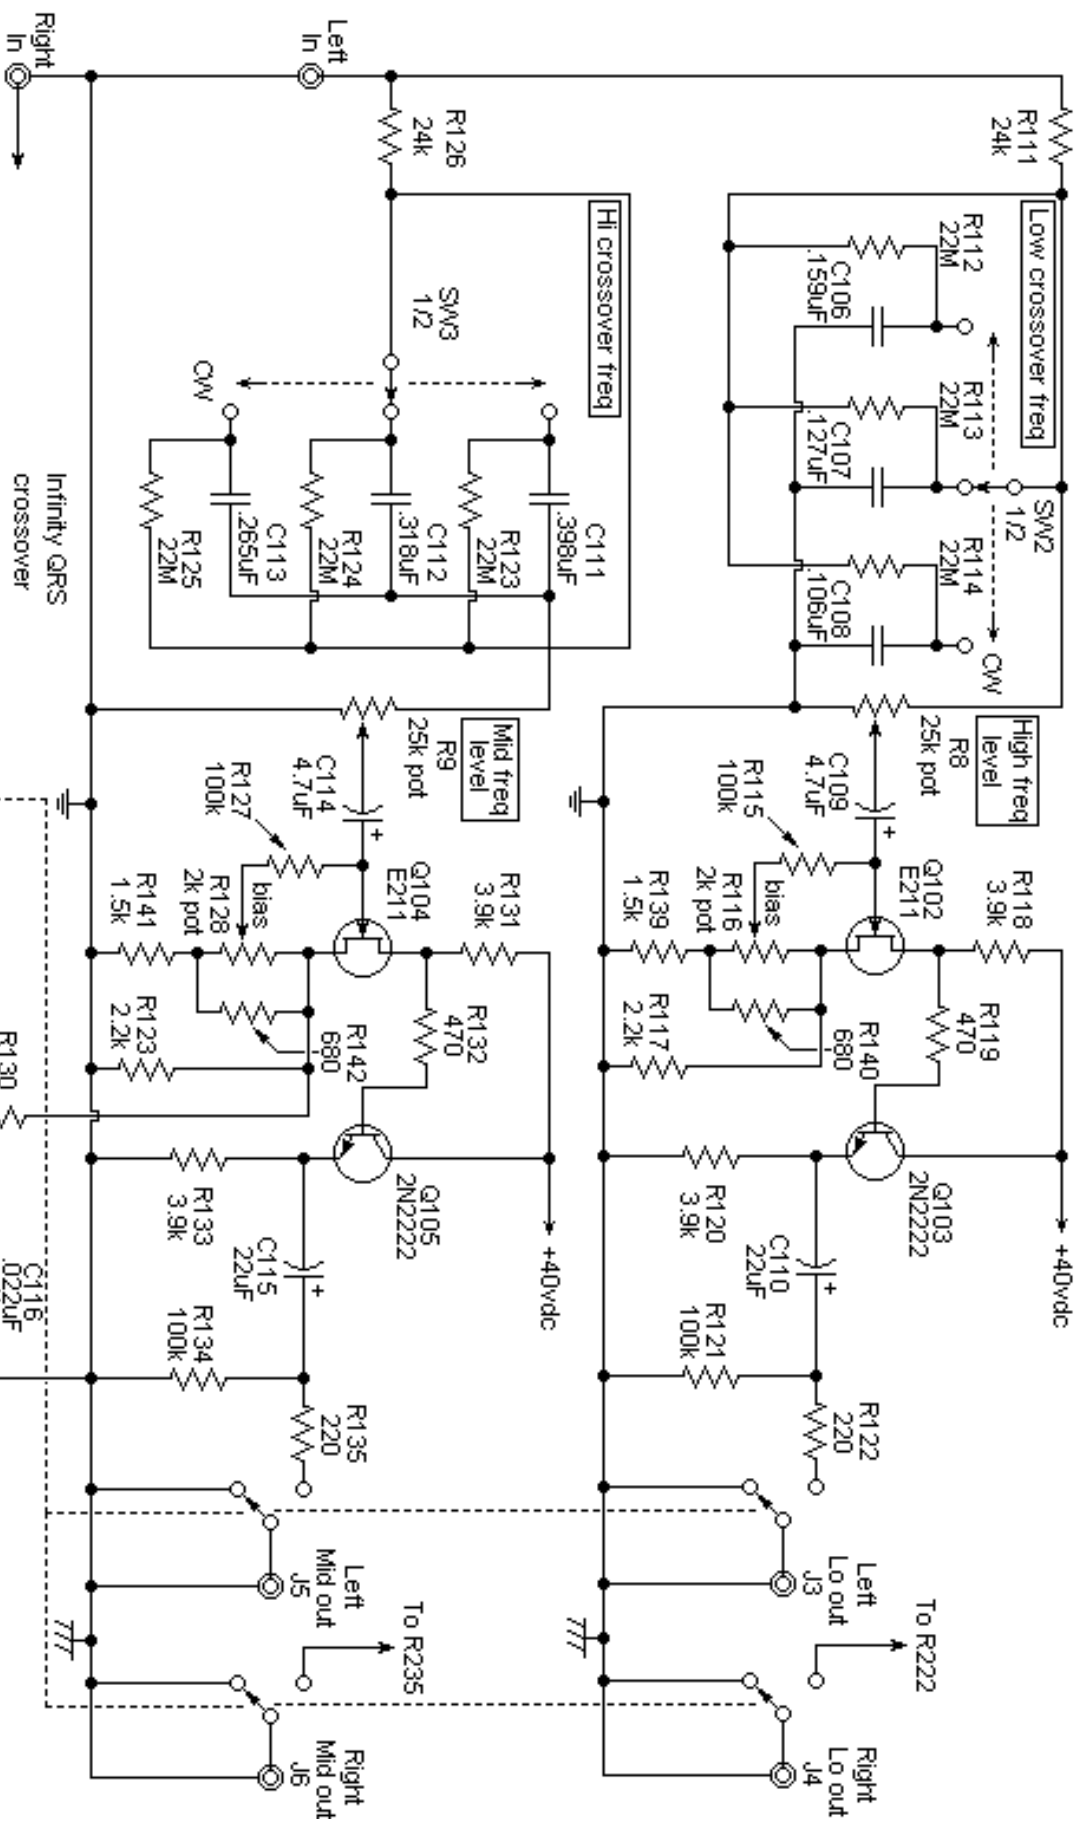 R111
24k
Low crossover freq
R112
22M
C106
.159uF
R113
22M
C107
.127uF
SW2
1/2
R114
22M
C108
.106uF
CW
High freq
level
R8
25k pot
C109
4.7uF
R115
100k
R118
3.9k
Q102
E211
bias
R116
2k pot
R139
1.5k
R119
470
R140
680
R117
2.2k
Q103
2N2222
+40vdc
R120
3.9k
C110
22uF
+
+
R121
100k
R122
220
Left
Lo out
J3
To R222
Right
Lo out
J4
Left
In
R126
24k
Hi crossover freq
SW3
1/2
CW
C111
.398uF
R123
22M
C112
.318uF
R124
22M
C113
.265uF
R125
22M
Mid freq
level
R9
25k pot
C114
4.7uF
+
R127
100k
R131
3.9k
Q104
E211
bias
R128
2k pot
R141
1.5k
R132
470
R142
680
R123
2.2k
Q105
2N2222
+40vdc
R133
3.9k
C115
22uF
+
R134
100k
R135
220
Left
Mid out
J5
To R235
Right
Mid out
J6
Right
In
Infinity QRS
crossover
R130
C116
.022uF